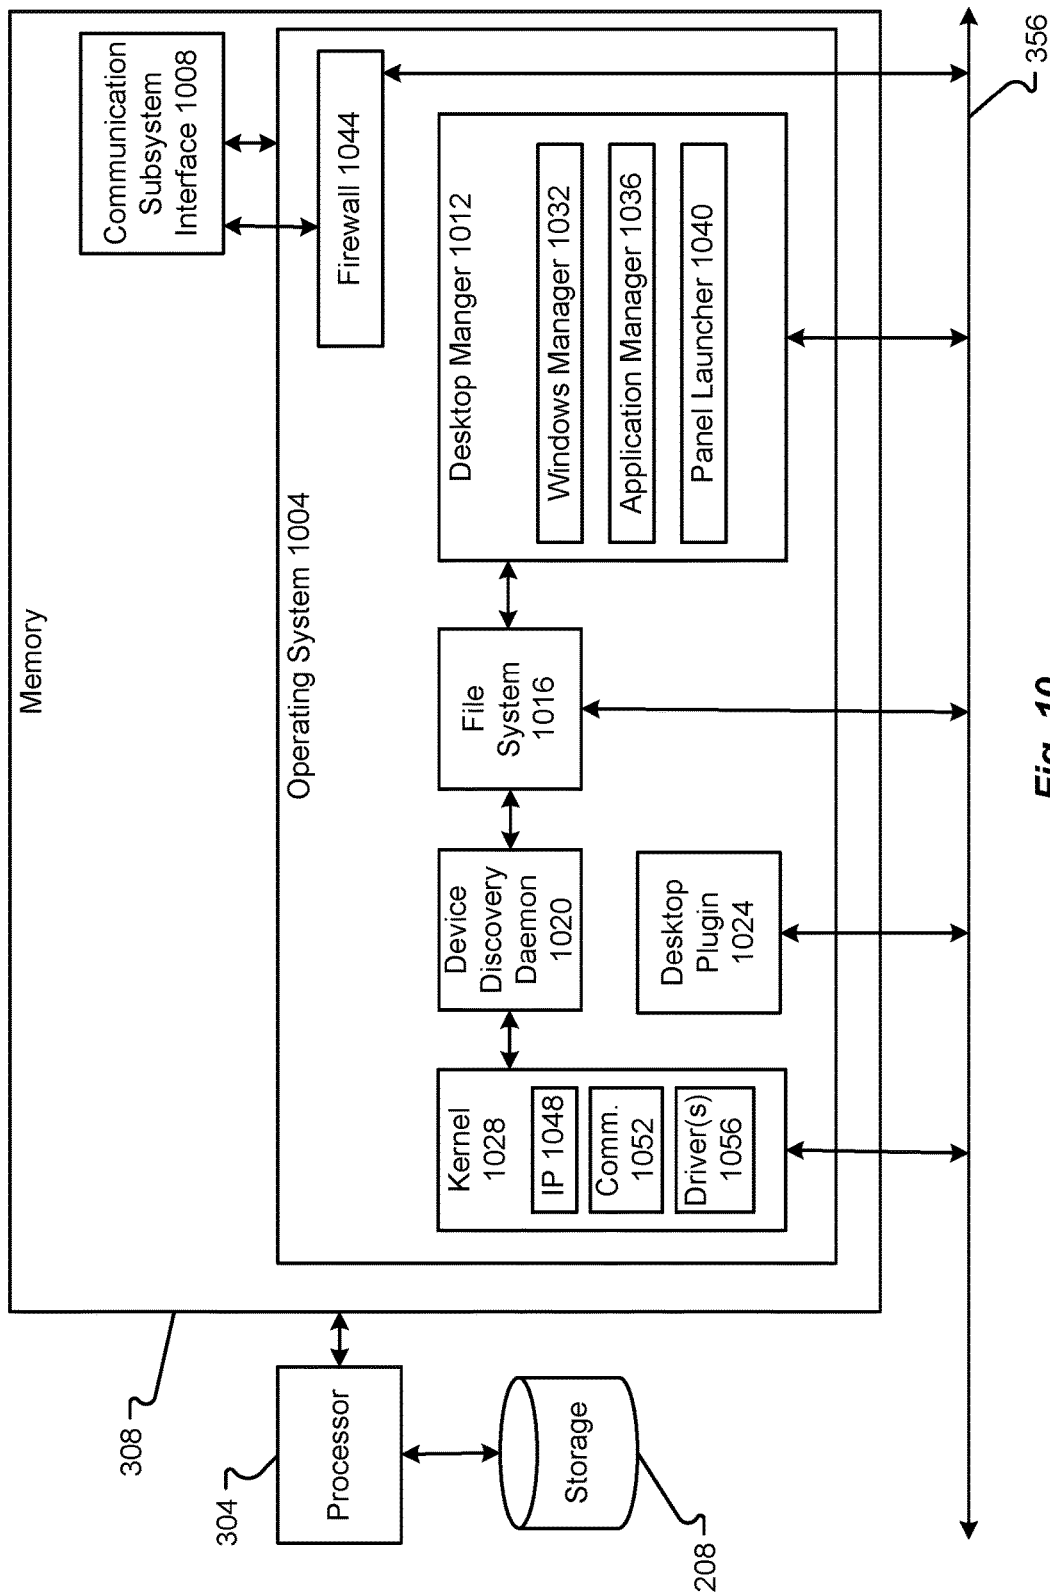 Memory
Communication
Subsystem
Interface 1008
Operating System 1004
Firewall 1044
Kernel
1028
IP 1048
Comm.
1052
Driver(s)
1056
Device
Discovery
Daemon
1020
Desktop
Plugin
1024
File
System
1016
Desktop Manger 1012
Windows Manager 1032
Application Manager 1036
Panel Launcher 1040
308
304
Processor
Storage
208
356
Fig. 10